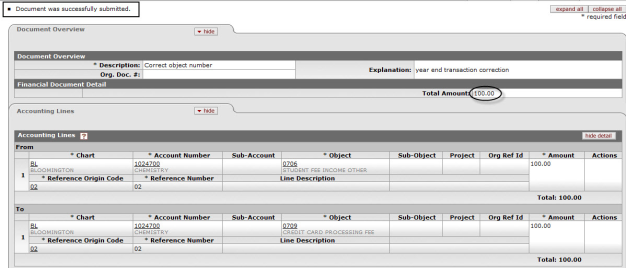 Document was successfully submitted.
expand all collapse all
* required field
Document Overview hide
Document Overview
* Description: Correct object number Explanation: year end transaction correction
Org. Doc. #:
Financial Document Detail
Total Amount: 100.00
Accounting Lines hide
Accounting Lines ? hide detail
From
* Chart * Account Number Sub-Account * Object Sub-Object Project Org Ref Id * Amount Actions
1 BL 1024700 0706 100.00
BLOOMINGTON CHEMISTRY STUDENT FEE INCOME OTHER
* Reference Origin Code * Reference Number Line Description
02 02
Total: 100.00
To
* Chart * Account Number Sub-Account * Object Sub-Object Project Org Ref Id * Amount Actions
1 BL 1024700 0709 100.00
BLOOMINGTON CHEMISTRY CREDIT CARD PROCESSING FEE
* Reference Origin Code * Reference Number Line Description
02 02
Total: 100.00